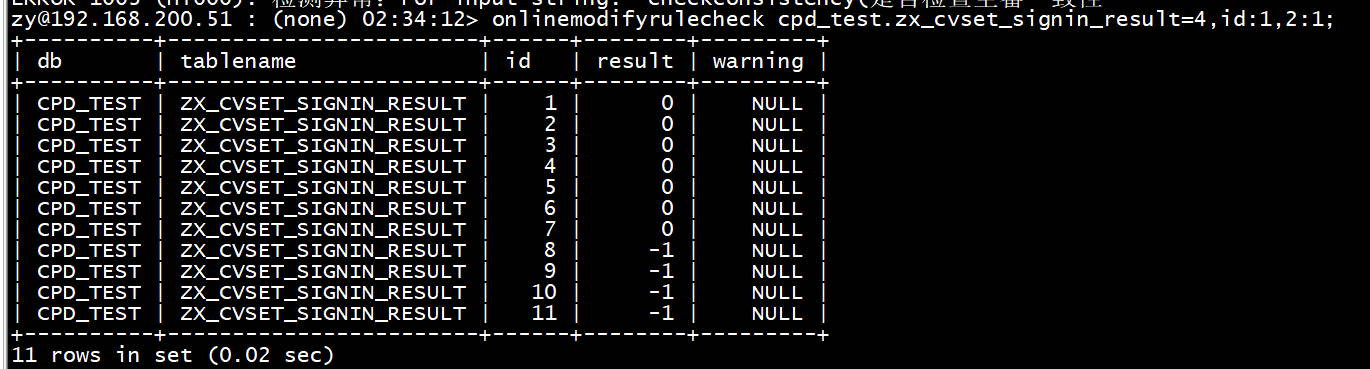 zy@192.168.200.51 : (none) 02:34:12> onlinemodifyrulecheck cpd_test.zx_cvset_signin_result=4,id:1,2:1;
+----------+------------------------+------+--------+---------+
| db | tablename | id | result | warning |
+----------+------------------------+------+--------+---------+
| CPD_TEST | ZX_CVSET_SIGNIN_RESULT | 1 | 0 | NULL |
| CPD_TEST | ZX_CVSET_SIGNIN_RESULT | 2 | 0 | NULL |
| CPD_TEST | ZX_CVSET_SIGNIN_RESULT | 3 | 0 | NULL |
| CPD_TEST | ZX_CVSET_SIGNIN_RESULT | 4 | 0 | NULL |
| CPD_TEST | ZX_CVSET_SIGNIN_RESULT | 5 | 0 | NULL |
| CPD_TEST | ZX_CVSET_SIGNIN_RESULT | 6 | 0 | NULL |
| CPD_TEST | ZX_CVSET_SIGNIN_RESULT | 7 | 0 | NULL |
| CPD_TEST | ZX_CVSET_SIGNIN_RESULT | 8 | -1 | NULL |
| CPD_TEST | ZX_CVSET_SIGNIN_RESULT | 9 | -1 | NULL |
| CPD_TEST | ZX_CVSET_SIGNIN_RESULT | 10 | -1 | NULL |
| CPD_TEST | ZX_CVSET_SIGNIN_RESULT | 11 | -1 | NULL |
+----------+------------------------+------+--------+---------+
11 rows in set (0.02 sec)